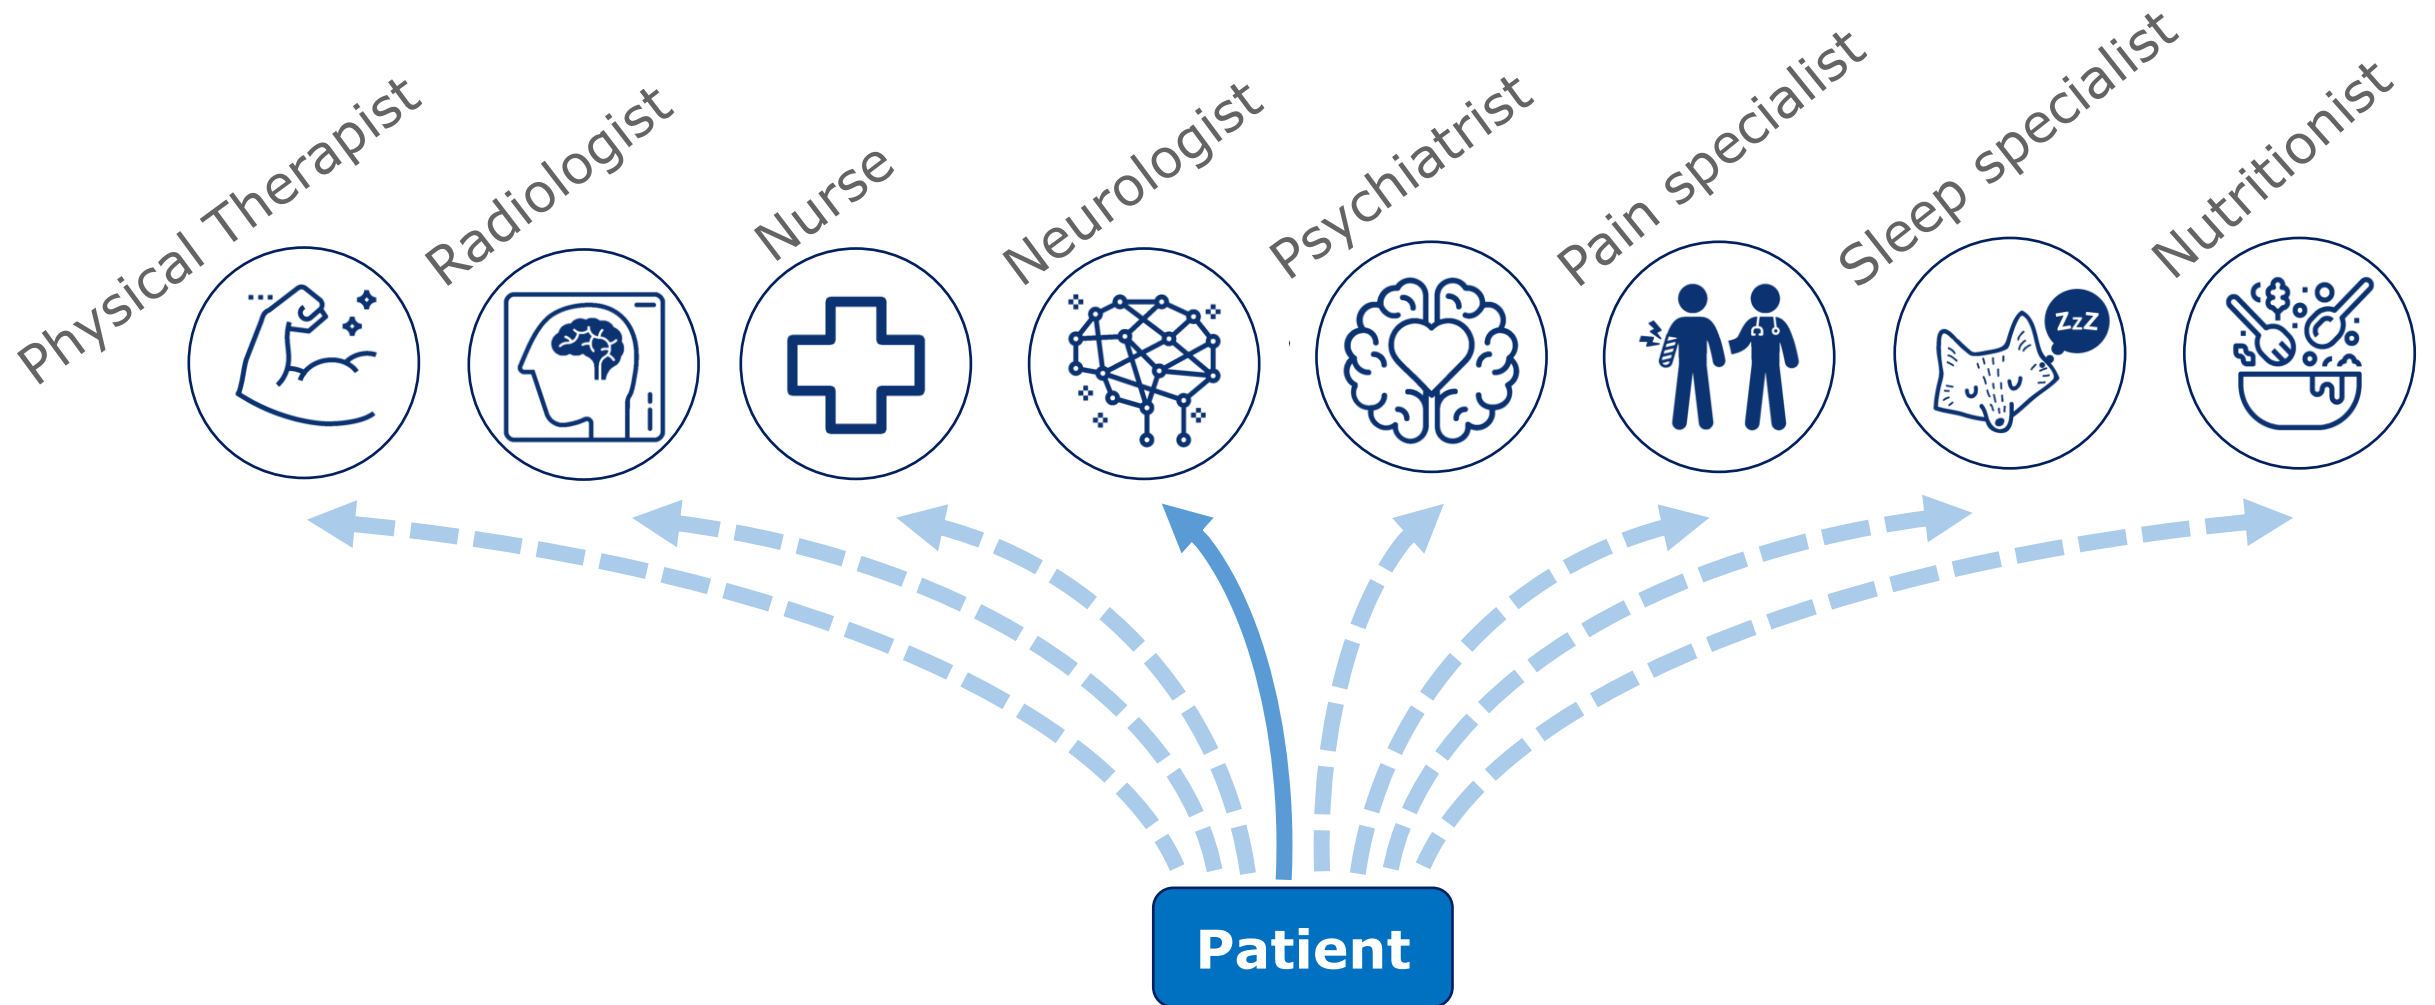 Physical Therapist
Radiologist
Nurse
Neurologist
Psychiatrist
Pain specialist
Sleep specialist
Nutritionist
ZzZ
Patient